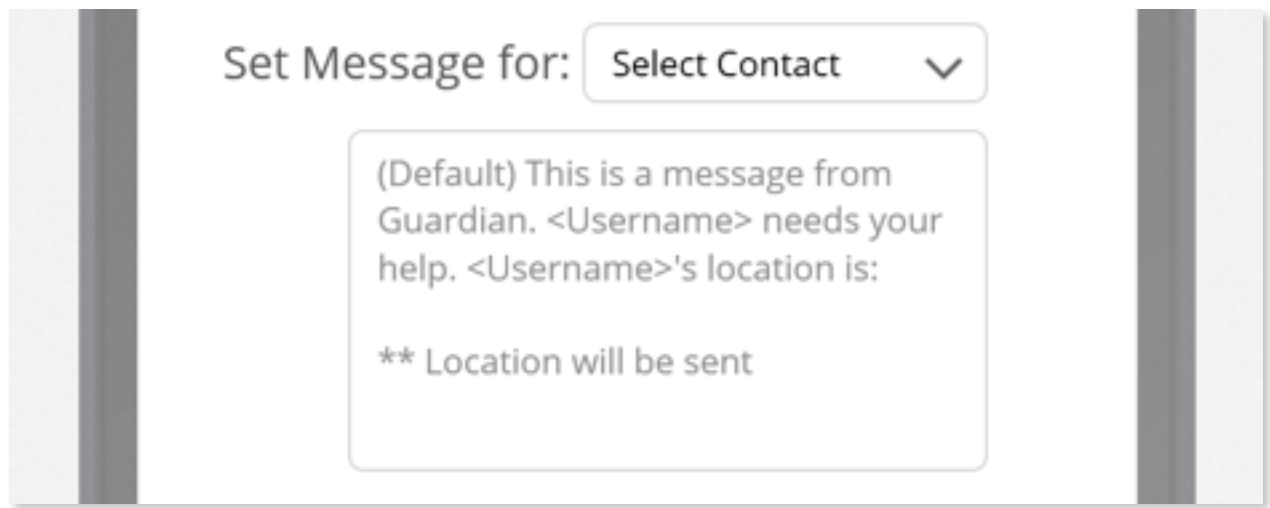 Set Message for: Select Contact
(Default) This is a message from
Guardian. <Username> needs your
help. <Username>'s location is:
** Location will be sent